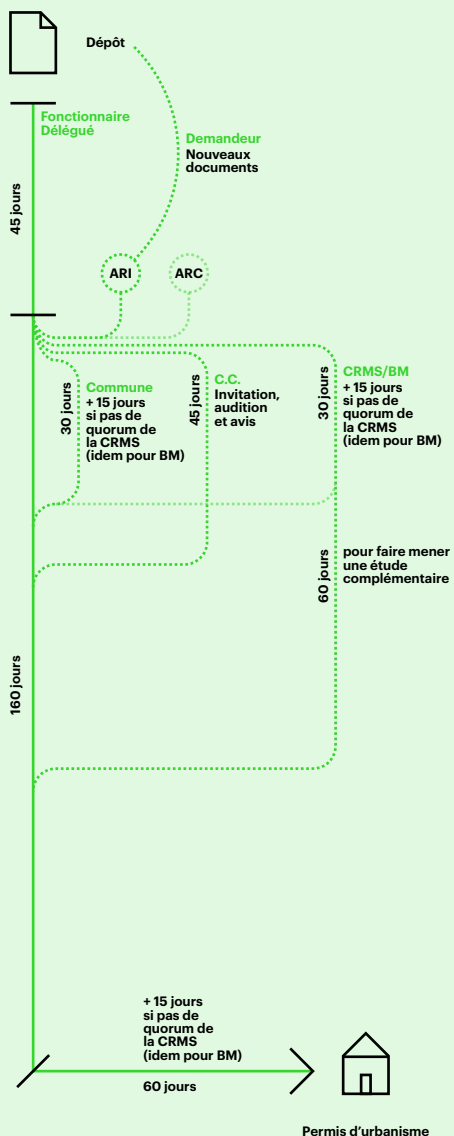 Dépôt
Fonctionnaire
Délégué
Demandeur
Nouveaux
documents
45 jours
ARI
ARC
30 jours
Commune
+ 15 jours
si pas de
quorum de
la CRMS
(idem pour BM)
45 jours
C.C.
Invitation,
audition
et avis
30 jours
CRMS/BM
+ 15 jours
si pas de
quorum de
la CRMS
(idem pour BM)
60 jours
pour faire mener
une étude
complémentaire
160 jours
+ 15 jours
si pas de
quorum de
la CRMS
(idem pour BM)
60 jours
Permis d'urbanisme